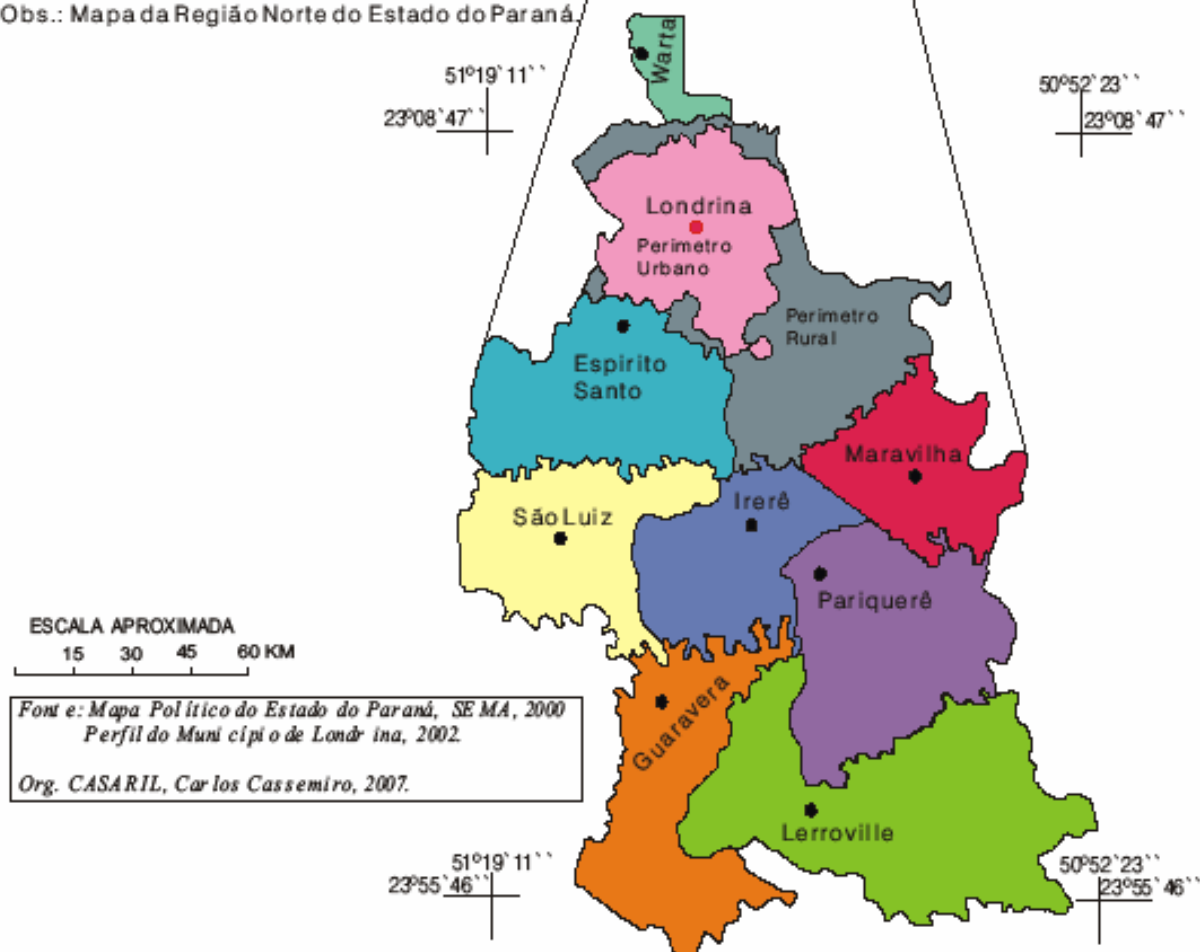 Obs.: Mapa da Região Norte do Estado do Paraná.
Warta
51º19`11``
23º08`47``
50º52`23``
23º08`47``
Londrina
Perimetro
Urbano
Perimetro
Rural
Espirito
Santo
Maravilha
São Luiz
Irerê
Pariquerê
ESCALA APROXIMADA
15 30 45 60 KM
Fonte: Mapa Político do Estado do Paraná, SEMA, 2000
Perfil do Município de Londrina, 2002.
Org. CASARIL, Carlos Cassemiro, 2007.
Guaravera
Lerroville
51º19`11``
23º55`46``
50º52`23``
23º55`46``